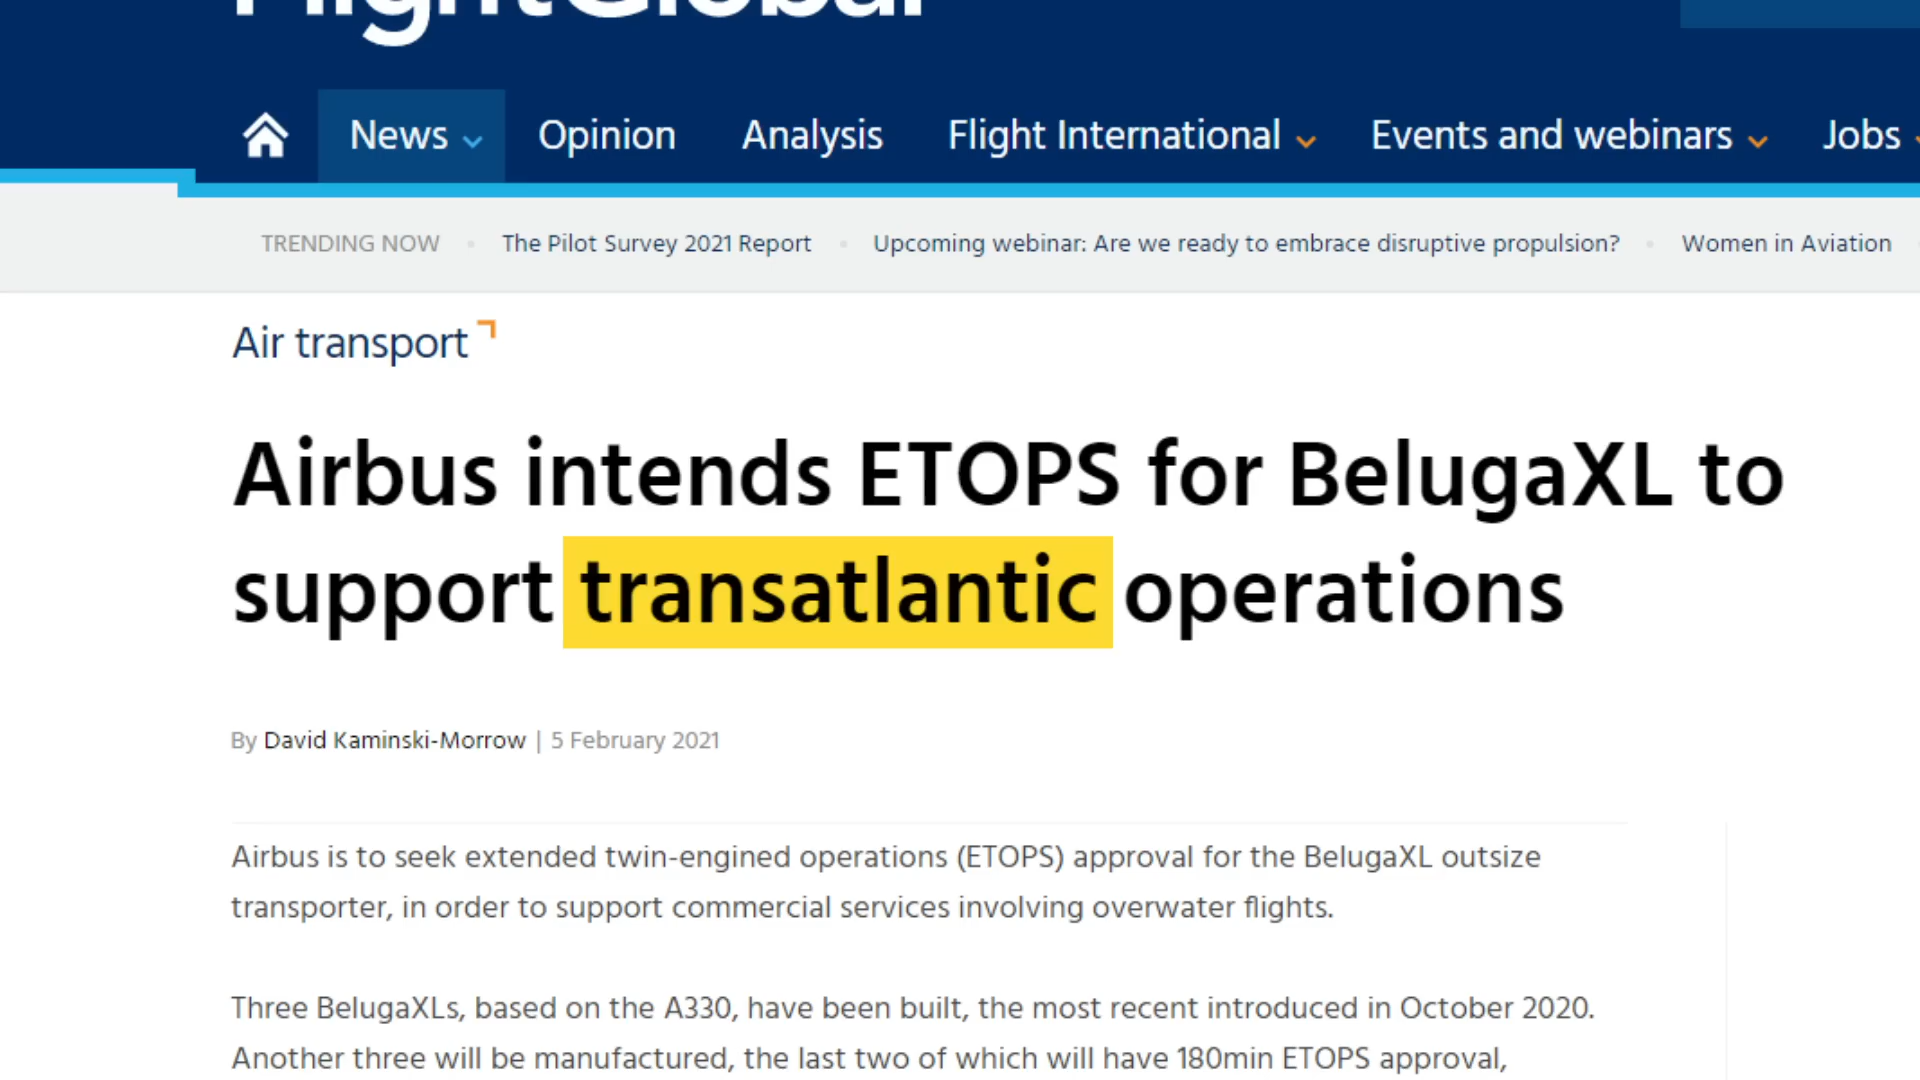 FlightGlobal
News
Opinion
Analysis
Flight International
Events and webinars
Jobs
TRENDING NOW
The Pilot Survey 2021 Report
Upcoming webinar: Are we ready to embrace disruptive propulsion?
Women in Aviation
Air transport
Airbus intends ETOPS for BelugaXL to
support transatlantic operations
By David Kaminski-Morrow | 5 February 2021
Airbus is to seek extended twin-engined operations (ETOPS) approval for the BelugaXL outsize
transporter, in order to support commercial services involving overwater flights.
Three BelugaXLs, based on the A330, have been built, the most recent introduced in October 2020.
Another three will be manufactured, the last two of which will have 180min ETOPS approval,